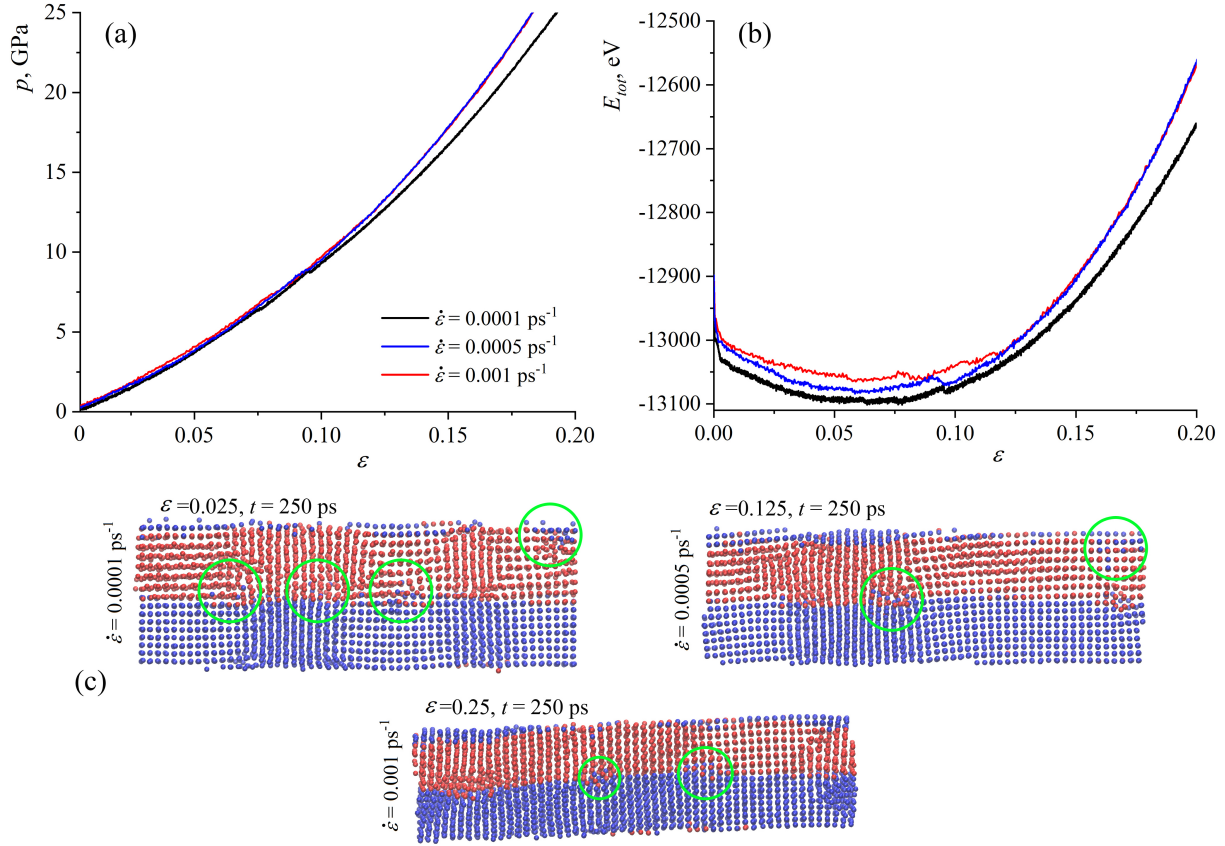 (a)
p, GPa
25
20
15
10
5
0
0
0.05
0.10
0.15
0.20
ε
ε̇ = 0.0001 ps⁻¹
ε̇ = 0.0005 ps⁻¹
ε̇ = 0.001 ps⁻¹
(b)
E_tot, eV
-12500
-12600
-12700
-12800
-12900
-13000
-13100
0.00
0.05
0.10
0.15
0.20
ε
ε =0.025, t = 250 ps
ε̇ = 0.0001 ps⁻¹
ε =0.125, t = 250 ps
ε̇ = 0.0005 ps⁻¹
(c)
ε =0.25, t = 250 ps
ε̇ = 0.001 ps⁻¹